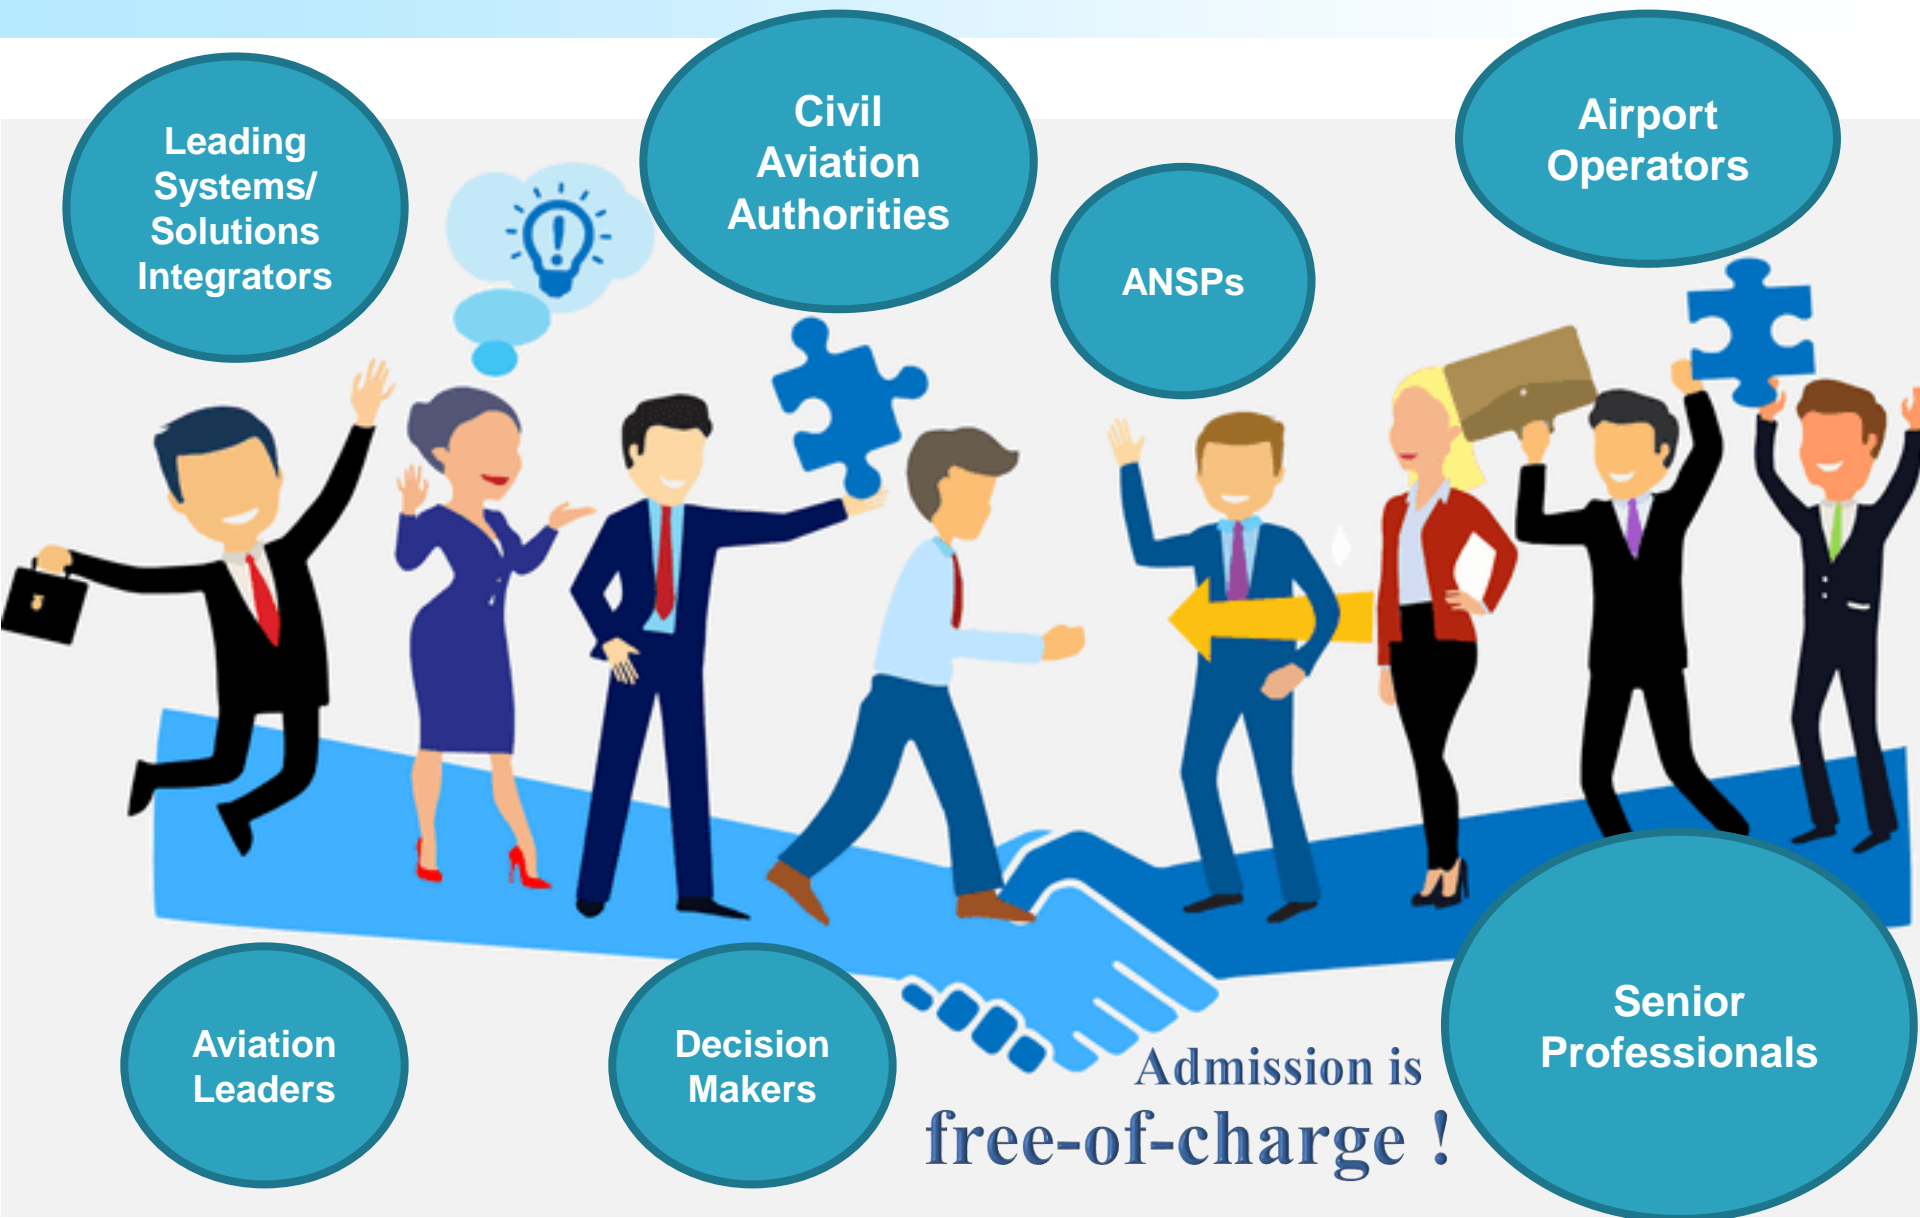 Leading
Systems/
Solutions
Integrators
Civil
Aviation
Authorities
ANSPs
Airport
Operators
Aviation
Leaders
Decision
Makers
Admission is
free-of-charge !
Senior
Professionals